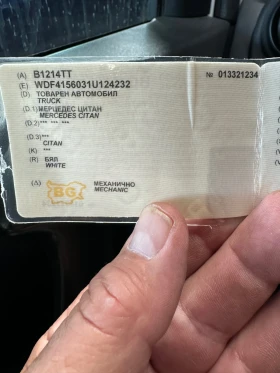 (A) B1214TT № 013321234
(E) WDF4156031U124232
(D) ТОВАРЕН АВТОМОБИЛ
TRUCK
(D.1) МЕРЦЕДЕС ЦИТАН
MERCEDES CITAN
(D.2) *** *** ***
(D.3) ***
CITAN
(K) ***
(R) БЯЛ
WHITE
(Δ) МЕХАНИЧНО
MECHANIC
BG